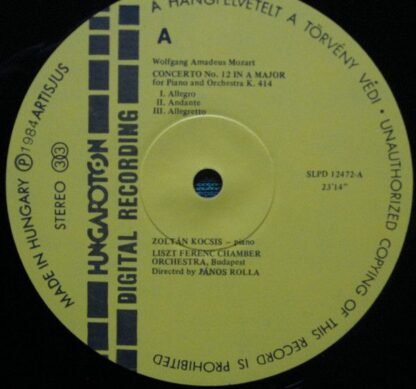 A HANGFELVÉTELT A TÖRVÉNY VÉDI · UNAUTHORIZED COPYING OF THIS RECORD IS PROHIBITED
MADE IN HUNGARY Ⓟ 1984 ARTISJUS
STEREO 33
HUNGAROTON
DIGITAL RECORDING
A
Wolfgang Amadeus Mozart
CONCERTO No. 12 IN A MAJOR
for Piano and Orchestra K. 414
I. Allegro
II. Andante
III. Allegretto
SLPD 12472-A
23'14"
ZOLTÁN KOCSIS – piano
LISZT FERENC CHAMBER
ORCHESTRA, Budapest
Directed by JÁNOS ROLLA